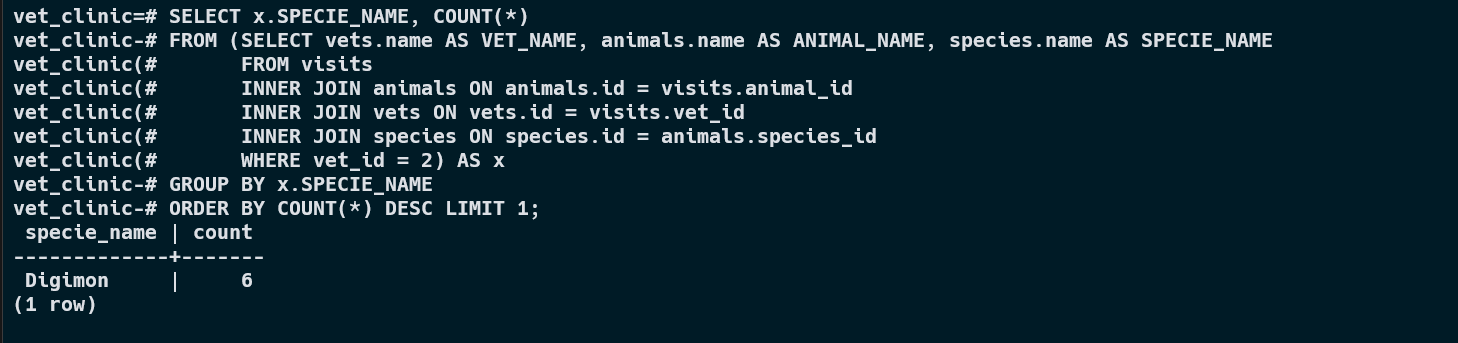 vet_clinic=# SELECT x.SPECIE_NAME, COUNT(*)
vet_clinic-# FROM (SELECT vets.name AS VET_NAME, animals.name AS ANIMAL_NAME, species.name AS SPECIE_NAME
vet_clinic(#       FROM visits
vet_clinic(#       INNER JOIN animals ON animals.id = visits.animal_id
vet_clinic(#       INNER JOIN vets ON vets.id = visits.vet_id
vet_clinic(#       INNER JOIN species ON species.id = animals.species_id
vet_clinic(#       WHERE vet_id = 2) AS x
vet_clinic-# GROUP BY x.SPECIE_NAME
vet_clinic-# ORDER BY COUNT(*) DESC LIMIT 1;
 specie_name | count
-------------+-------
 Digimon     |     6
(1 row)